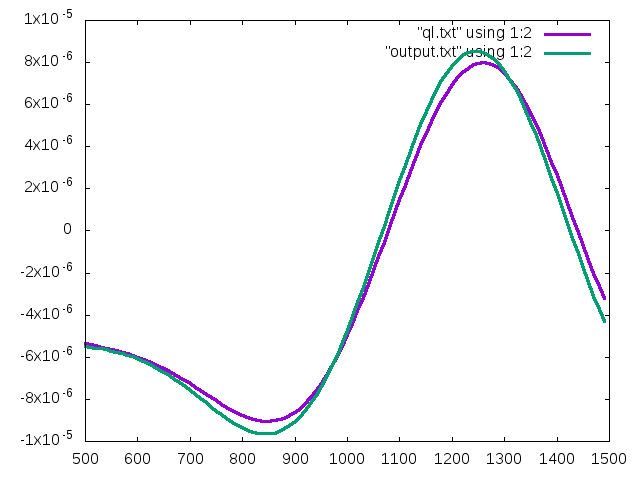 1x10^-5
8x10^-6
6x10^-6
4x10^-6
2x10^-6
0
-2x10^-6
-4x10^-6
-6x10^-6
-8x10^-6
-1x10^-5
500 600 700 800 900 1000 1100 1200 1300 1400 1500
"ql.txt" using 1:2
"output.txt" using 1:2